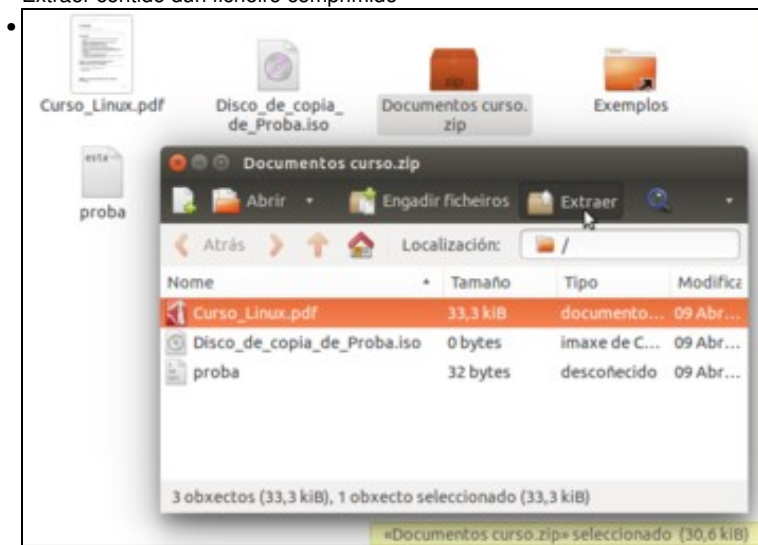 Extraer contido dun ficheiro comprimido
Curso_Linux.pdf
Disco_de_copia_
de_Proba.iso
Documentos curso.
zip
Exemplos
zip
esta
proba
Documentos curso.zip
Abrir
Engadir ficheiros
Extraer
Atrás
Localización:
/
Nome Tamaño Tipo Modifica
Curso_Linux.pdf 33,3 kiB documento... 09 Abr...
Disco_de_copia_de_Proba.iso 0 bytes imaxe de C... 09 Abr...
proba 32 bytes descoñecido 09 Abr...
3 obxectos (33,3 kiB), 1 obxecto seleccionado (33,3 kiB)
«Documentos curso.zip» seleccionado (30,6 kiB)